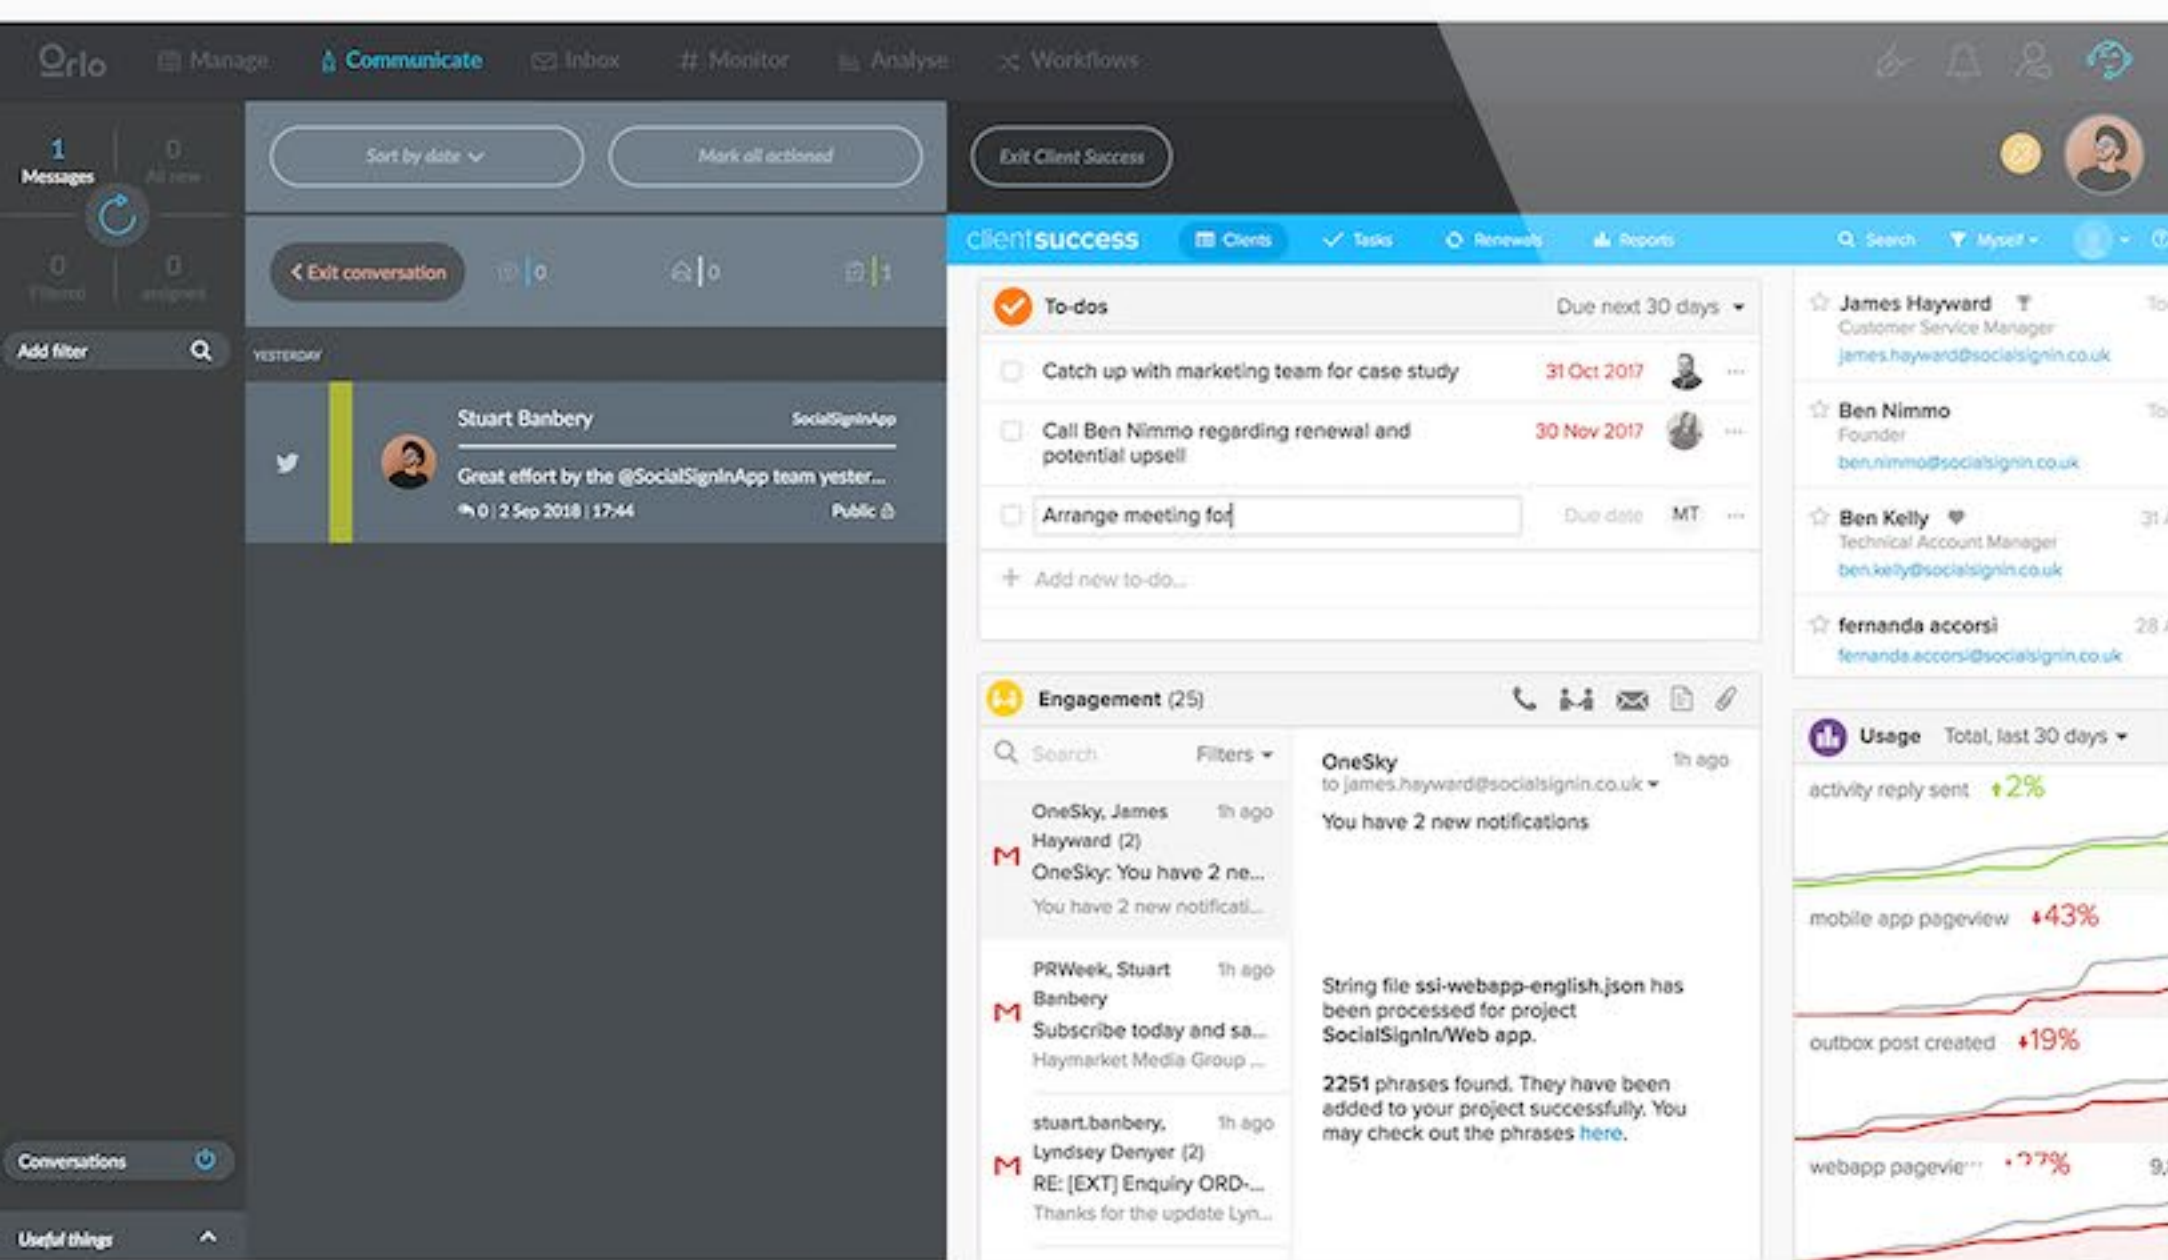 Orlo
Manage
Communicate
Inbox
# Monitor
Analyse
Workflows
1
Messages
0
All new
0
Filtered
0
assigned
Add filter
Sort by date
Mark all actioned
Exit Client Success
< Exit conversation
0
0
1
YESTERDAY
Stuart Banbery
SocialSignInApp
Great effort by the @SocialSignInApp team yester...
0 | 2 Sep 2018 | 17:44
Public
Conversations
Useful things
clientsuccess
Clients
Tasks
Renewals
Reports
Search
Myself
To-dos
Due next 30 days
Catch up with marketing team for case study
31 Oct 2017
Call Ben Nimmo regarding renewal and
potential upsell
30 Nov 2017
Arrange meeting for
Due date
MT
+ Add new to-do...
James Hayward
To
Customer Service Manager
james.hayward@socialsignin.co.uk
Ben Nimmo
To
Founder
ben.nimmo@socialsignin.co.uk
Ben Kelly
31
Technical Account Manager
ben.kelly@socialsignin.co.uk
fernanda accorsi
28
fernanda.accorsi@socialsignin.co.uk
Engagement (25)
Search
Filters
OneSky, James
Hayward (2)
1h ago
OneSky: You have 2 ne...
You have 2 new notificati...
PRWeek, Stuart
Banbery
1h ago
Subscribe today and sa...
Haymarket Media Group ...
stuart.banbery,
Lyndsey Denyer (2)
1h ago
RE: [EXT] Enquiry ORD-...
Thanks for the update Lyn...
OneSky
1h ago
to james.hayward@socialsignin.co.uk
You have 2 new notifications
String file ssi-webapp-english.json has
been processed for project
SocialSignIn/Web app.
2251 phrases found. They have been
added to your project successfully. You
may check out the phrases here.
Usage
Total, last 30 days
activity reply sent
2%
mobile app pageview
43%
outbox post created
19%
webapp pagevie...
9,